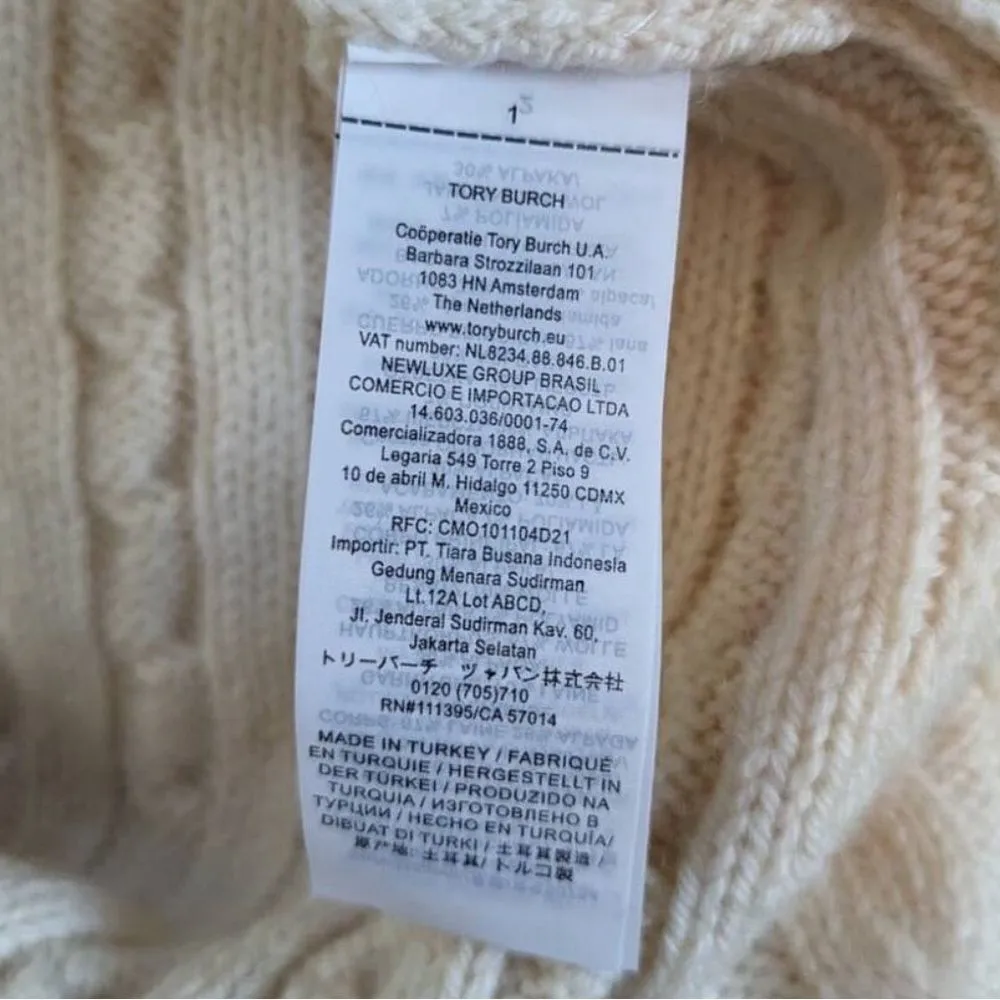 1
TORY BURCH
Coöperatie Tory Burch U.A.
Barbara Strozzilaan 101
1083 HN Amsterdam
The Netherlands
www.toryburch.eu
VAT number: NL8234.88.846.B.01
NEWLUXE GROUP BRASIL
COMERCIO E IMPORTACAO LTDA
14.603.036/0001-74
Comercializadora 1888, S.A. de C.V.
Legaria 549 Torre 2 Piso 9
10 de abril M. Hidalgo 11250 CDMX
Mexico
RFC: CMO101104D21
Importir: PT. Tiara Busana Indonesia
Gedung Menara Sudirman
Lt.12A Lot ABCD,
Jl. Jenderal Sudirman Kav. 60,
Jakarta Selatan
トリーバーチ ツャパン株式会社
0120 (705)710
RN#111395/CA 57014
MADE IN TURKEY / FABRIQUÉ
EN TURQUIE / HERGESTELLT IN
DER TÜRKEI / PRODUZIDO NA
TURQUIA / ИЗГОТОВЛЕНО В
ТУРЦИИ / HECHO EN TURQUÍA/
DIBUAT DI TURKI / 土耳其製造 /
原产地: 土耳其/ トルコ製